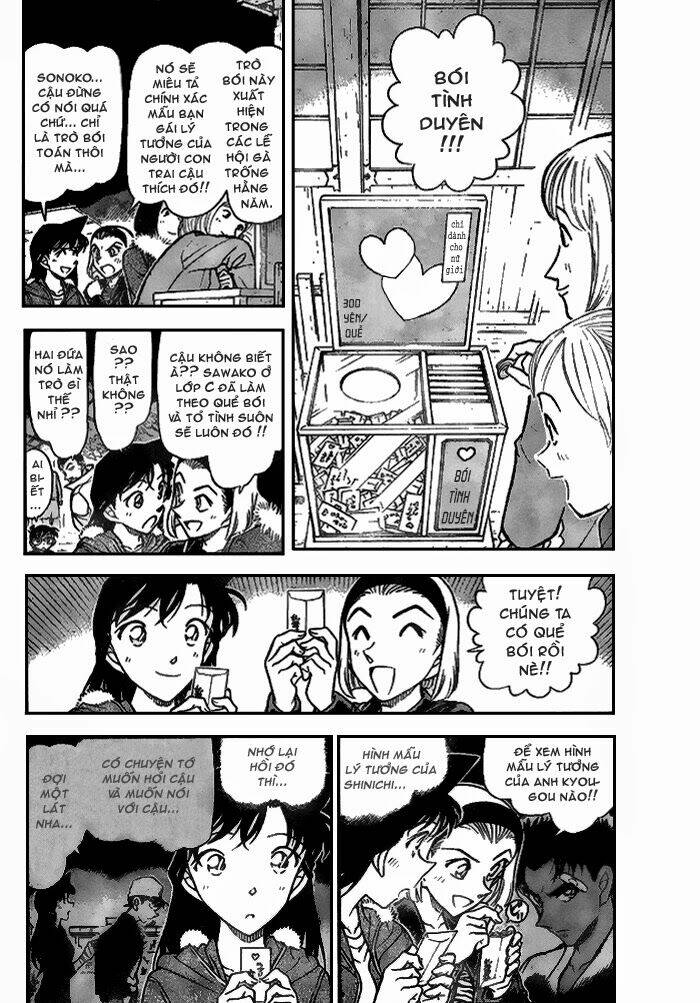 BÓI
TÌNH
DUYÊN
!!!
chỉ
dành
cho
nữ
giới
300
YÊN/
QUẺ
BÓI
TÌNH
DUYÊN
TRÒ
BÓI NÀY
XUẤT
HIỆN
TRONG
CÁC LỄ
HỘI GÀ
TRỐNG
HẰNG
NĂM.
NÓ SẼ
MIÊU TẢ
CHÍNH XÁC
MẪU BẠN
GÁI LÝ
TƯỞNG CỦA
NGƯỜI CON
TRAI CẬU
THÍCH ĐÓ!!
SONOKO...
CẬU ĐỪNG
CÓ NÓI QUÁ
CHỨ... CHỈ
LÀ TRÒ BÓI
TOÁN THÔI
MÀ...
CẬU KHÔNG BIẾT
À?? SAWAKO Ở
LỚP C ĐÃ LÀM
THEO QUẺ BÓI
VÀ TỎ TÌNH SUÔN
SẼ LUÔN ĐÓ !!
SAO
??
THẬT
KHÔNG
??
HAI ĐỨA
NÓ LÀM
TRÒ GÌ
THẾ
NHỈ ??
AI
BI-
ẾT
...
TUYỆT!
CHÚNG TA
CÓ QUẺ
BÓI RỒI
NÈ!!
ĐỂ XEM HÌNH
MẪU LÝ TƯỞNG
CỦA ANH KYOU-
GOU NÀO!!
HÌNH MẪU
LÝ TƯỞNG CỦA
SHINICHI...
NHỚ LẠI
HỒI ĐÓ
THÌ...
CÓ CHUYỆN TỚ
MUỐN HỎI CẬU
VÀ MUỐN NÓI
VỚI CẬU...
ĐỢI
MỘT
LÁT
NHA...